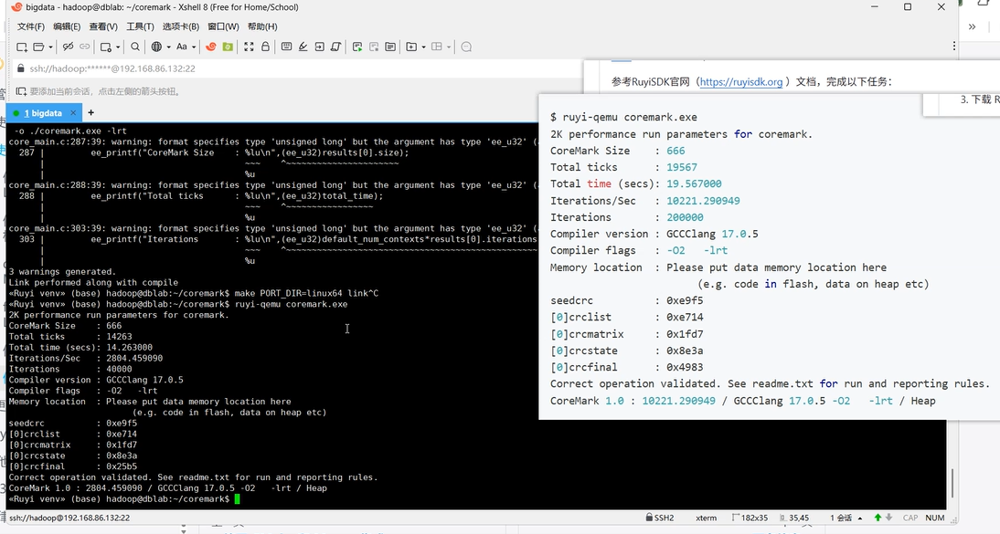 bigdata - hadoop@dblab: ~/coremark - Xshell 8 (Free for Home/School)
文件(F) 编辑(E) 查看(V) 工具(T) 选项卡(B) 窗口(W) 帮助(H)
ssh://hadoop:******@192.168.86.132:22
要添加当前会话，点击左侧的箭头按钮。
1 bigdata
-o ./coremark.exe -lrt
core_main.c:287:39: warning: format specifies type 'unsigned long' but the argument has type 'ee_u32' (
287 | ee_printf("CoreMark Size    : %lu\n",(ee_u32)results[0].size);
| ~~~ ^~~~~~~~~~~~~~~~~~~~~~~
| %u
core_main.c:288:39: warning: format specifies type 'unsigned long' but the argument has type 'ee_u32' (
288 | ee_printf("Total ticks      : %lu\n",(ee_u32)total_time);
| ~~~ ^~~~~~~~~~~~~~~~~~
| %u
core_main.c:303:39: warning: format specifies type 'unsigned long' but the argument has type 'ee_u32' (
303 | ee_printf("Iterations       : %lu\n",(ee_u32)default_num_contexts*results[0].iterations
| ~~~ ^~~~~~~~~~~~~~~~~~~~~~~~~~~~~~~~~~~~~~~~~~~~~~~~
| %u
3 warnings generated.
Link performed along with compile
«Ruyi venv» (base) hadoop@dblab:~/coremark$ make PORT_DIR=linux64 link^C
«Ruyi venv» (base) hadoop@dblab:~/coremark$ ruyi-qemu coremark.exe
2K performance run parameters for coremark.
CoreMark Size    : 666
Total ticks      : 14263
Total time (secs): 14.263000
Iterations/Sec   : 2804.459090
Iterations       : 40000
Compiler version : GCCClang 17.0.5
Compiler flags   : -O2   -lrt
Memory location  : Please put data memory location here
(e.g. code in flash, data on heap etc)
seedcrc          : 0xe9f5
[0]crclist       : 0xe714
[0]crcmatrix     : 0x1fd7
[0]crcstate      : 0x8e3a
[0]crcfinal      : 0x25b5
Correct operation validated. See readme.txt for run and reporting rules.
CoreMark 1.0 : 2804.459090 / GCCClang 17.0.5 -O2   -lrt / Heap
«Ruyi venv» (base) hadoop@dblab:~/coremark$
ssh://hadoop@192.168.86.132:22 SSH2 xterm 182x35 35,45 1 会话 CAP NUM
参考RuyiSDK官网（https://ruyisdk.org ）文档，完成以下任务：
3. 下载
$ ruyi-qemu coremark.exe
2K performance run parameters for coremark.
CoreMark Size    : 666
Total ticks      : 19567
Total time (secs): 19.567000
Iterations/Sec   : 10221.290949
Iterations       : 200000
Compiler version : GCCClang 17.0.5
Compiler flags   : -O2   -lrt
Memory location  : Please put data memory location here
(e.g. code in flash, data on heap etc)
seedcrc          : 0xe9f5
[0]crclist       : 0xe714
[0]crcmatrix     : 0x1fd7
[0]crcstate      : 0x8e3a
[0]crcfinal      : 0x4983
Correct operation validated. See readme.txt for run and reporting rules.
CoreMark 1.0 : 10221.290949 / GCCClang 17.0.5 -O2   -lrt / Heap